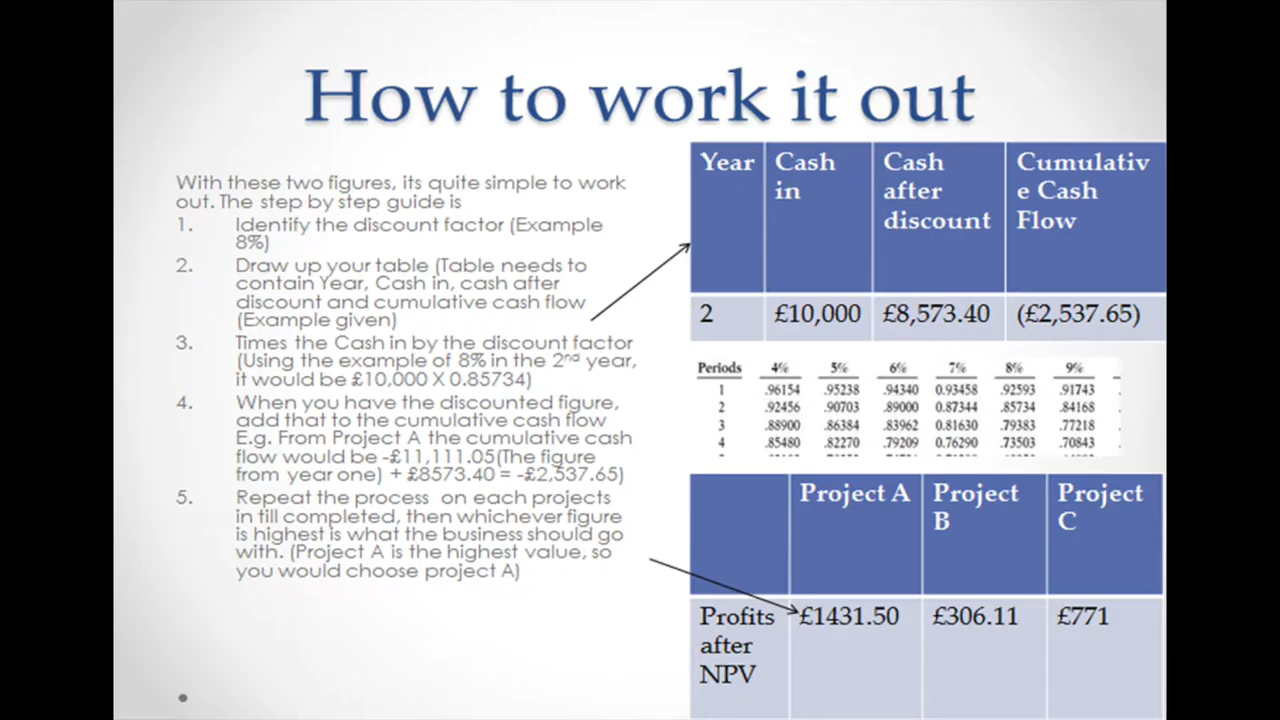 How to work it out
With these two figures, its quite simple to work
out. The step by step guide is
1. Identify the discount factor (Example
8%)
2. Draw up your table (Table needs to
contain Year, Cash in, cash after
discount and cumulative cash flow
(Example given)
3. Times the Cash in by the discount factor
(Using the example of 8% in the 2nd year,
it would be £10,000 X 0.85734)
4. When you have the discounted figure,
add that to the cumulative cash flow
E.g. From Project A the cumulative cash
flow would be -£11,111.05(The figure
from year one) + £8573.40 = -£2,537.65)
5. Repeat the process on each projects
in till completed, then whichever figure
is highest is what the business should go
with. (Project A is the highest value, so
you would choose project A)
Year Cash Cash Cumulativ
in after e Cash
discount Flow
2 £10,000 £8,573.40 (£2,537.65)
Periods 4% 5% 6% 7% 8% 9%
1 .96154 .95238 .94340 0.93458 .92593 .91743
2 .92456 .90703 .89000 0.87344 .85734 .84168
3 .88900 .86384 .83962 0.81630 .79383 .77218
4 .85480 .82270 .79209 0.76290 .73503 .70843
Project A Project Project
B C
Profits £1431.50 £306.11 £771
after
NPV